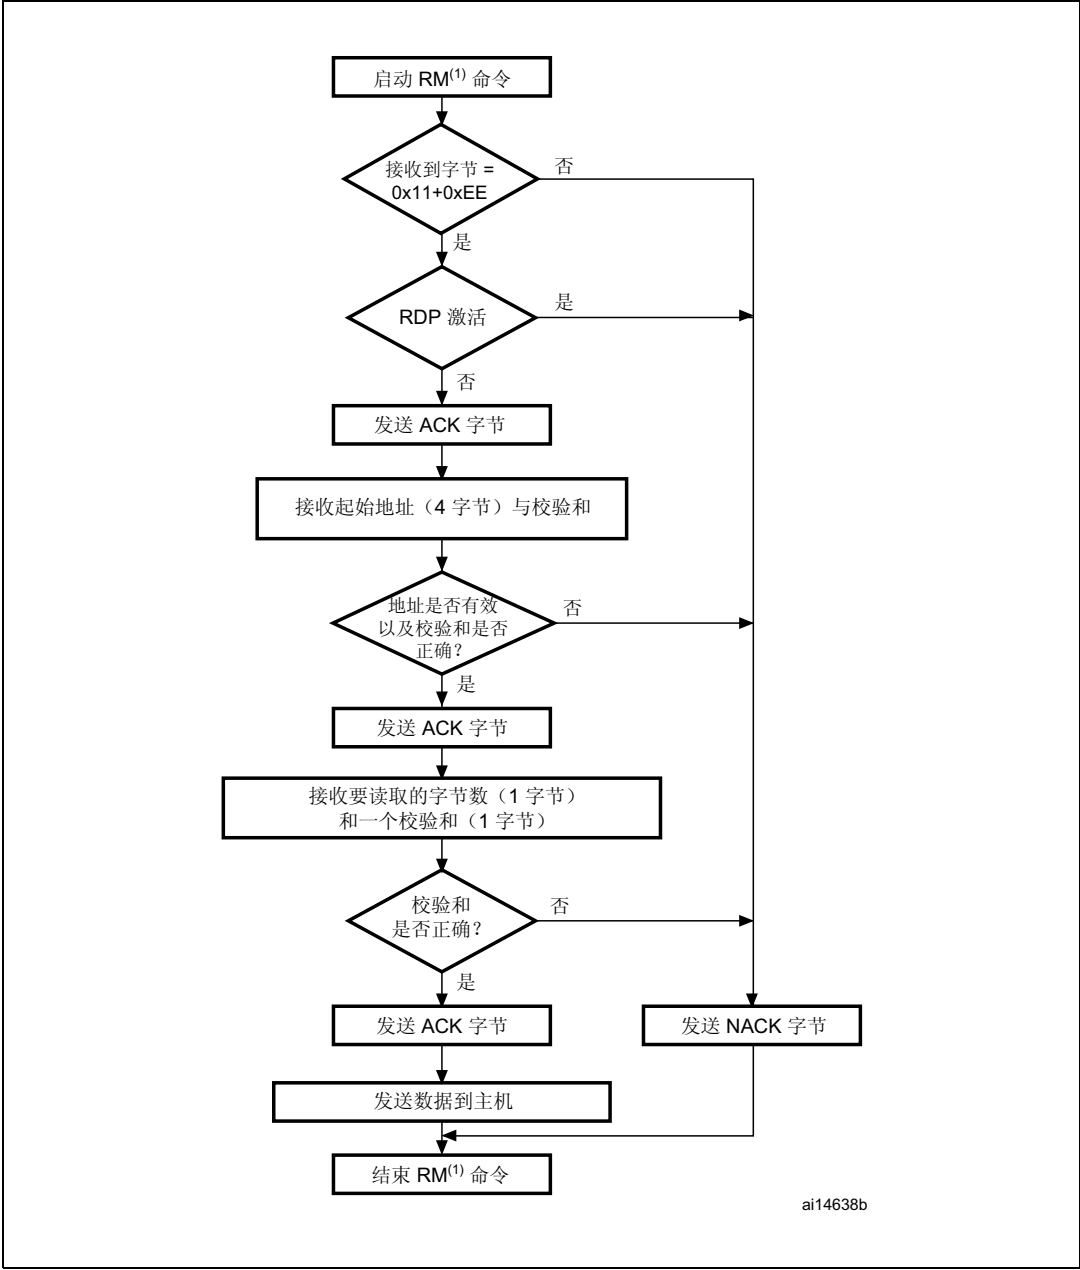 启动 RM(1) 命令
接收到字节 =
0x11+0xEE
否
是
RDP 激活
是
否
发送 ACK 字节
接收起始地址（4 字节）与校验和
地址是否有效
以及校验和是否
正确？
否
是
发送 ACK 字节
接收要读取的字节数（1 字节）
和一个校验和（1 字节）
校验和
是否正确？
否
是
发送 ACK 字节
发送 NACK 字节
发送数据到主机
结束 RM(1) 命令
ai14638b